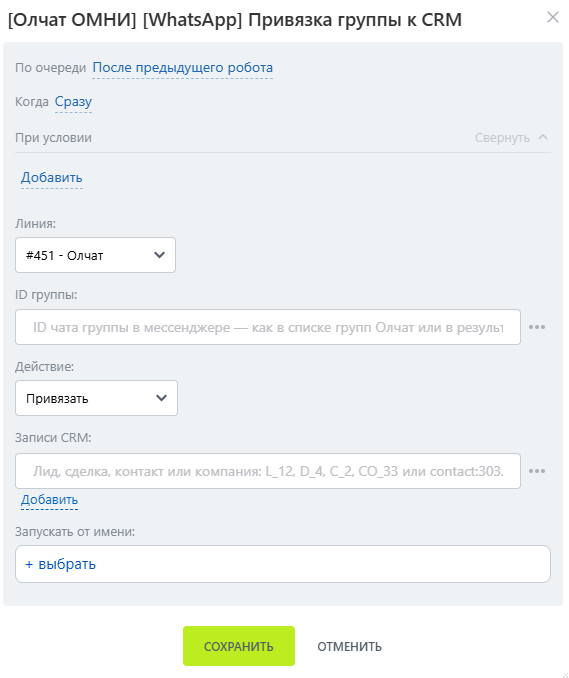 [Олчат ОМНИ] [WhatsApp] Привязка группы к CRM
По очереди После предыдущего робота
Когда Сразу
При условии Свернуть
Добавить
Линия:
#451 - Олчат
ID группы:
ID чата группы в мессенджере — как в списке групп Олчат или в результ
Действие:
Привязать
Записи CRM:
Лид, сделка, контакт или компания: L_12, D_4, C_2, CO_33 или contact:303.
Добавить
Запускать от имени:
+ выбрать
СОХРАНИТЬ ОТМЕНИТЬ